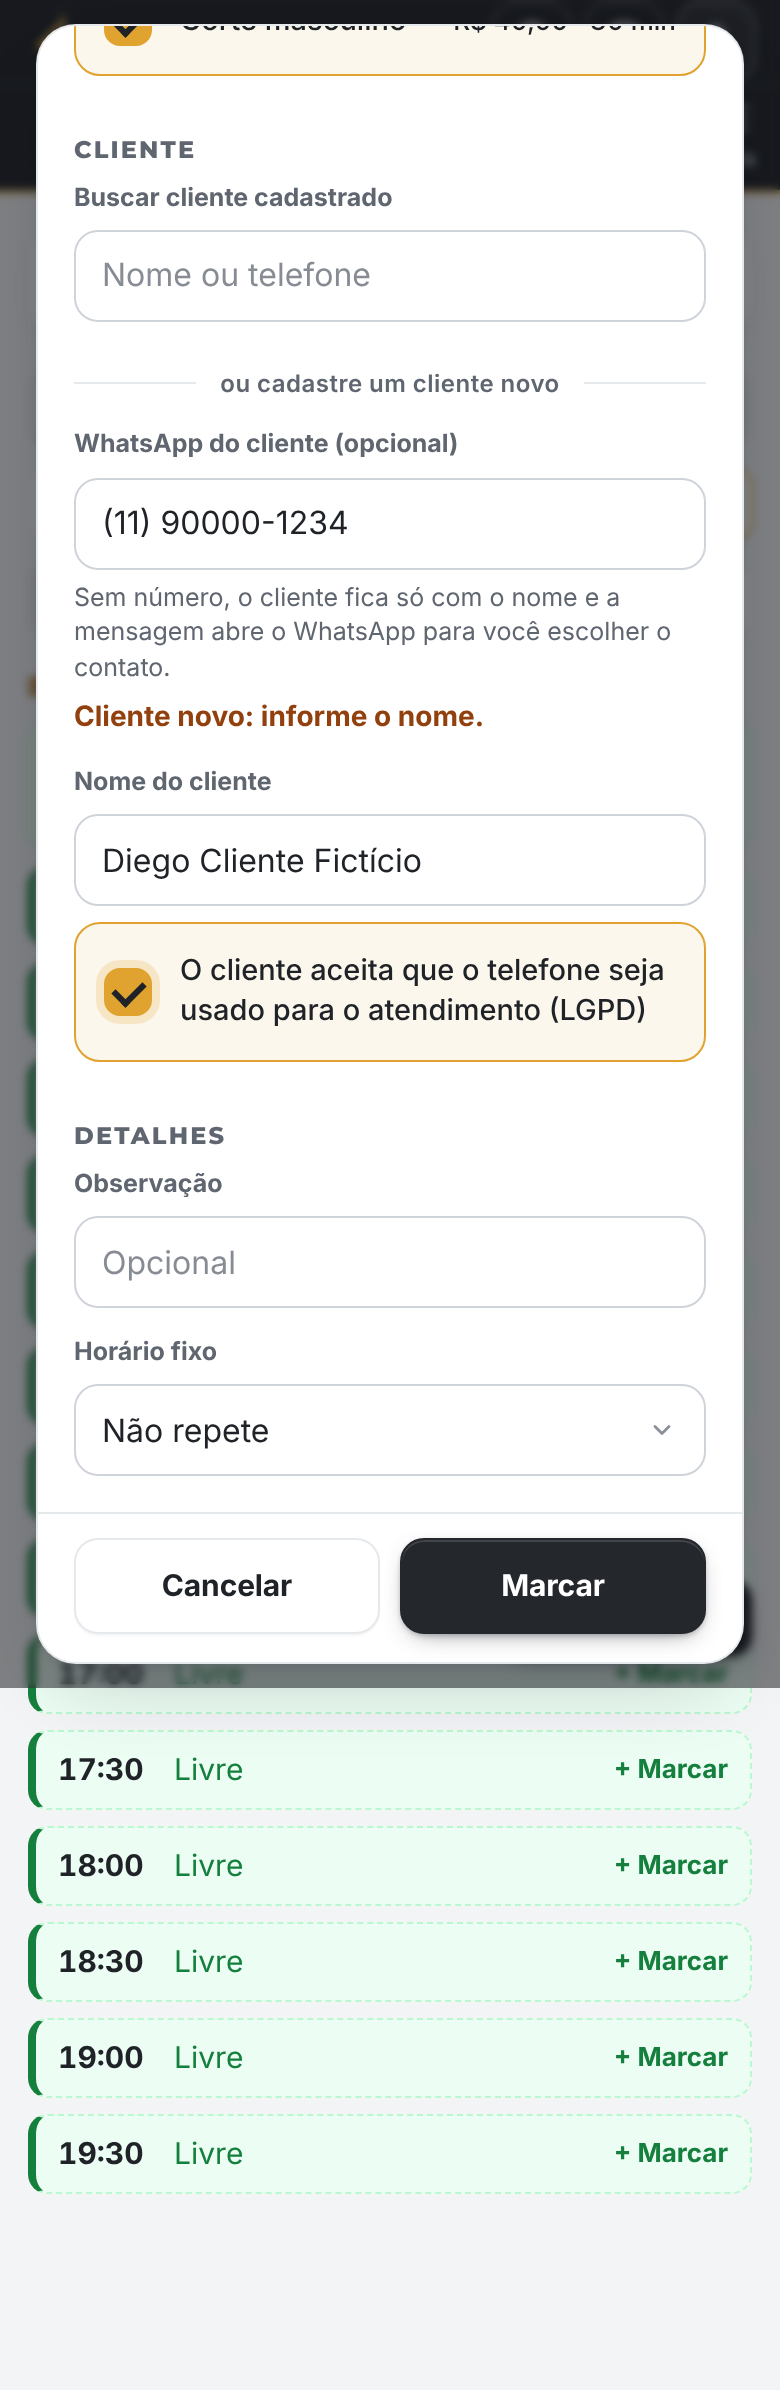 CLIENTE
Buscar cliente cadastrado
Nome ou telefone
ou cadastre um cliente novo
WhatsApp do cliente (opcional)
(11) 90000-1234
Sem número, o cliente fica só com o nome e a
mensagem abre o WhatsApp para você escolher o
contato.
Cliente novo: informe o nome.
Nome do cliente
Diego Cliente Fictício
O cliente aceita que o telefone seja
usado para o atendimento (LGPD)
DETALHES
Observação
Opcional
Horário fixo
Não repete
Cancelar Marcar
17:00 Livre + Marcar
17:30 Livre + Marcar
18:00 Livre + Marcar
18:30 Livre + Marcar
19:00 Livre + Marcar
19:30 Livre + Marcar